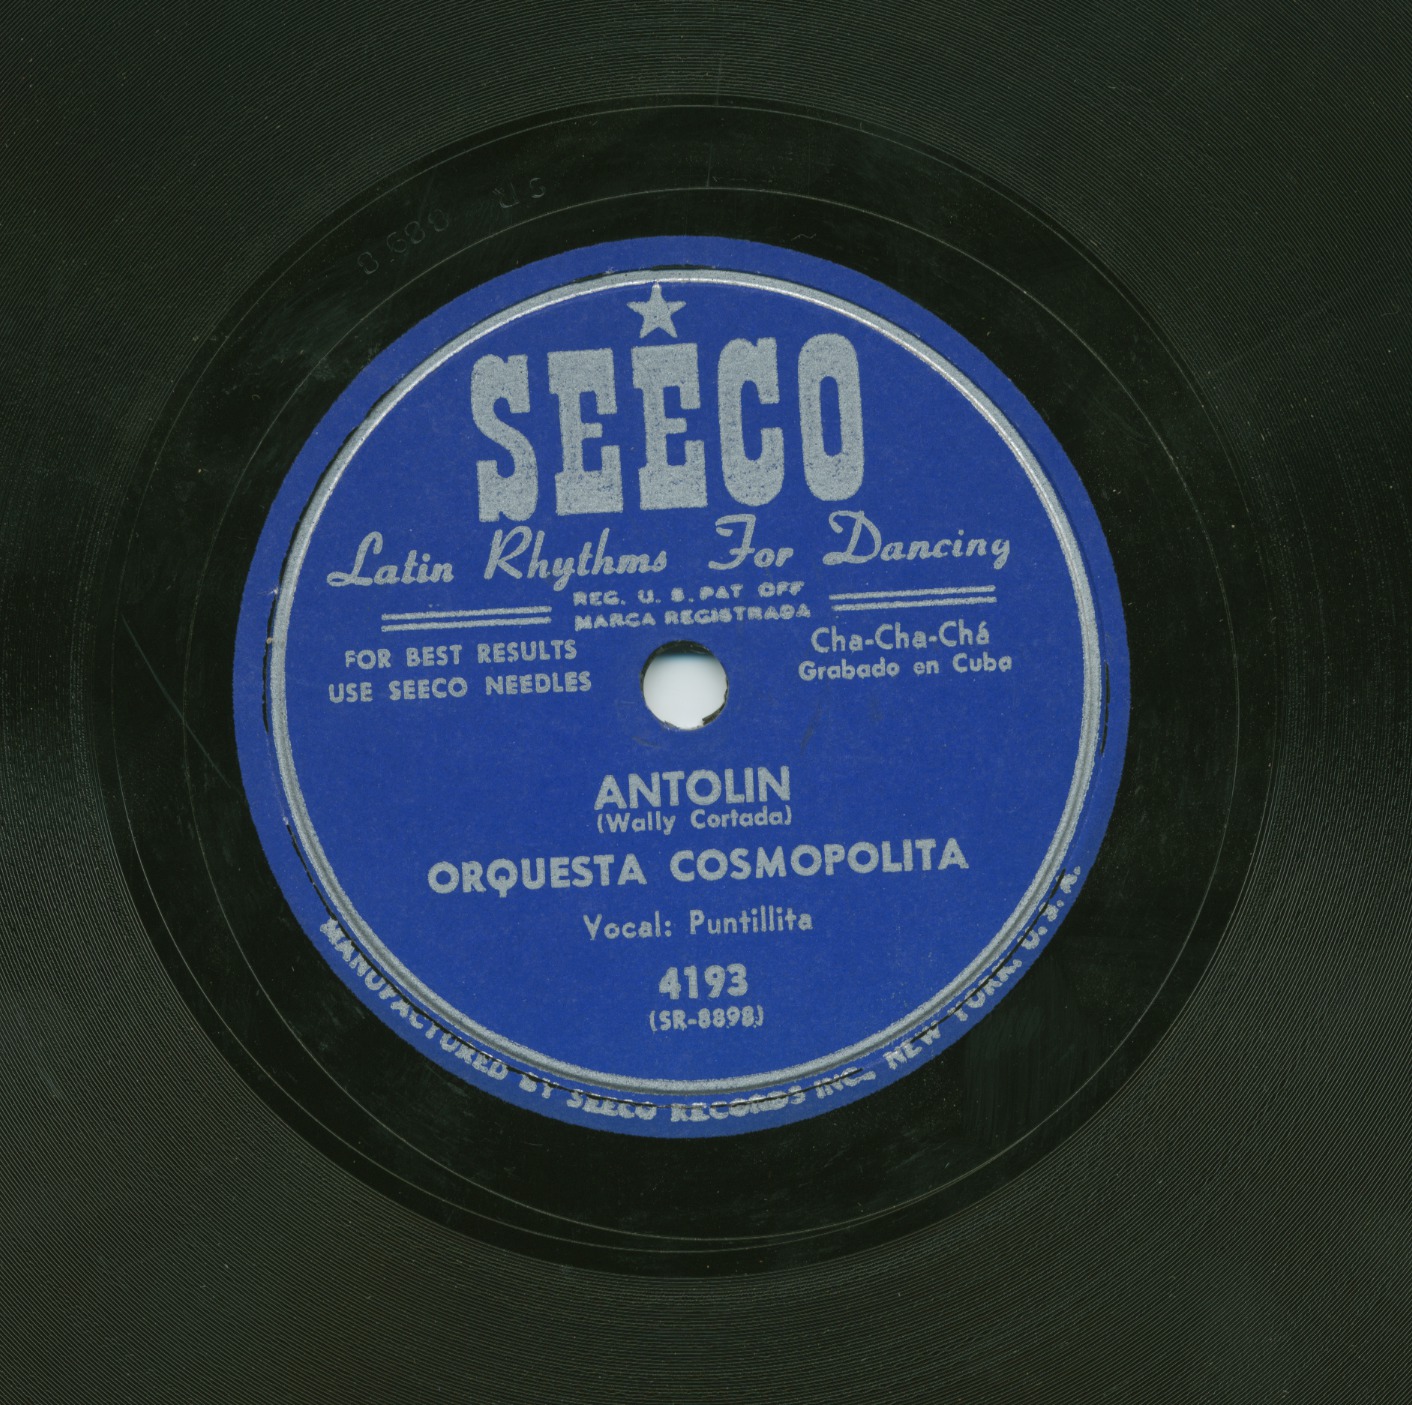 SEECO
Latin Rhythms For Dancing
REG. U. S. PAT OFF
MARCA REGISTRADA
FOR BEST RESULTS
USE SEECO NEEDLES
Cha-Cha-Chá
Grabado en Cuba
ANTOLIN
(Wally Cortada)
ORQUESTA COSMOPOLITA
Vocal: Puntillita
4193
(SR-8898)
MANUFACTURED BY SEECO RECORDS INC., NEW YORK, U. S. A.